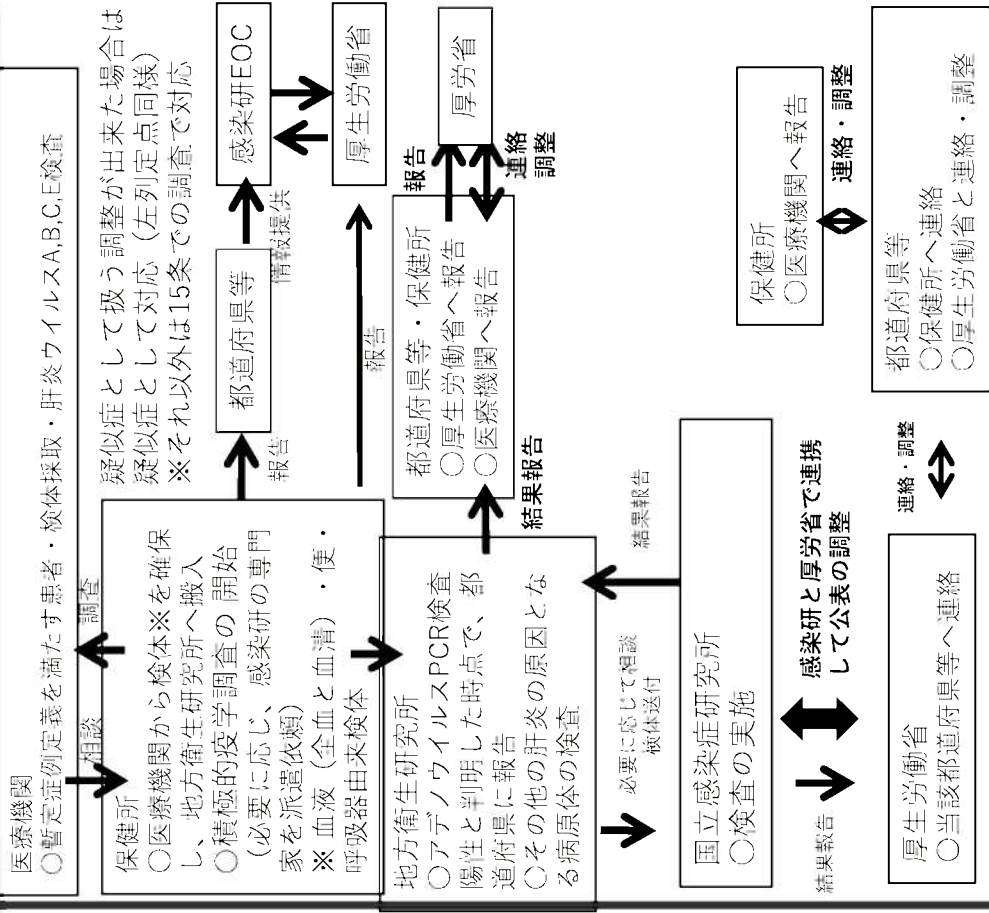 医療機関
○暫定症例定義を満たす患者・検体採取・肝炎ウイルスA,B,C,E検査
相談
調査
保健所
○医療機関から検体※を確保
し、地方衛生研究所へ搬入
○積極的疫学調査の開始
(必要に応じ、感染研の専門
家を派遣依頼)
※血液（全血と血清）・便・
呼吸器由来検体
報告
都道府県等
情報提供
感染研EOC
厚生労働省
報告
疑似症として扱う調整が出来た場合は
疑似症として対応（左列定点同様）
※それ以外は15条での調査で対応
地方衛生研究所
○アデノウイルスPCR検査
陽性と判明した時点で、都
道府県に報告
○その他の肝炎の原因とな
る病原体の検査
結果報告
都道府県等・保健所
○厚生労働省へ報告
○医療機関へ報告
報告
連絡
調整
厚労省
必要に応じて相談
検体送付
結果報告
国立感染症研究所
○検査の実施
結果報告
感染研と厚労省で連携
して公表の調整
厚生労働省
○当該都道府県等へ連絡
連絡・調整
都道府県等
○保健所へ連絡
○厚生労働省と連絡・調整
連絡・調整
保健所
○医療機関へ報告